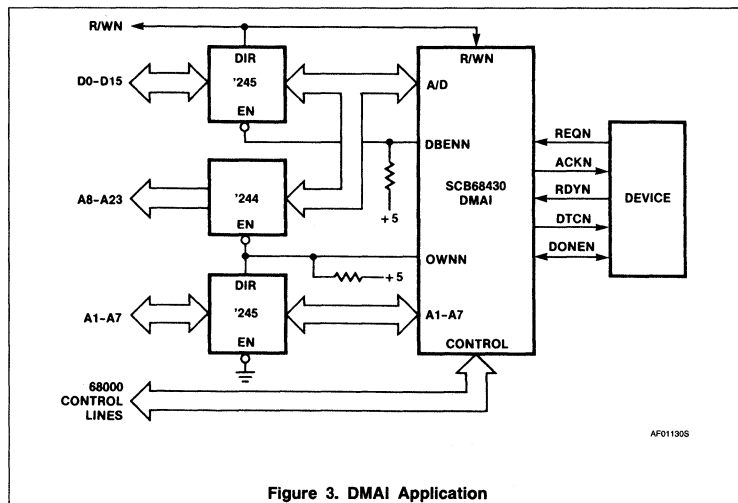 R/WN
DIR
R/WN
D0–D15
'245
A/D
EN
DBENN
REQN
ACKN
SCB68430
DMAI
RDYN
DEVICE
A8–A23
'244
+5
DTCN
EN
OWNN
DONEN
DIR
+5
A1–A7
'245
A1–A7
EN
CONTROL
68000
CONTROL
LINES
AF01130S
Figure 3. DMAI Application